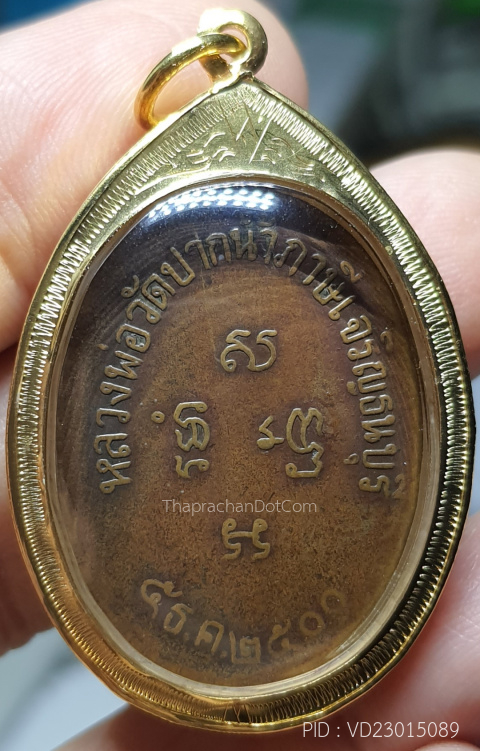 หลวงพ่อวัดปากน้ำภาษีเจริญธนบุรี
ThaprachanDotCom
๕ ธ.ค. ๒๕๐๐
PID : VD23015089